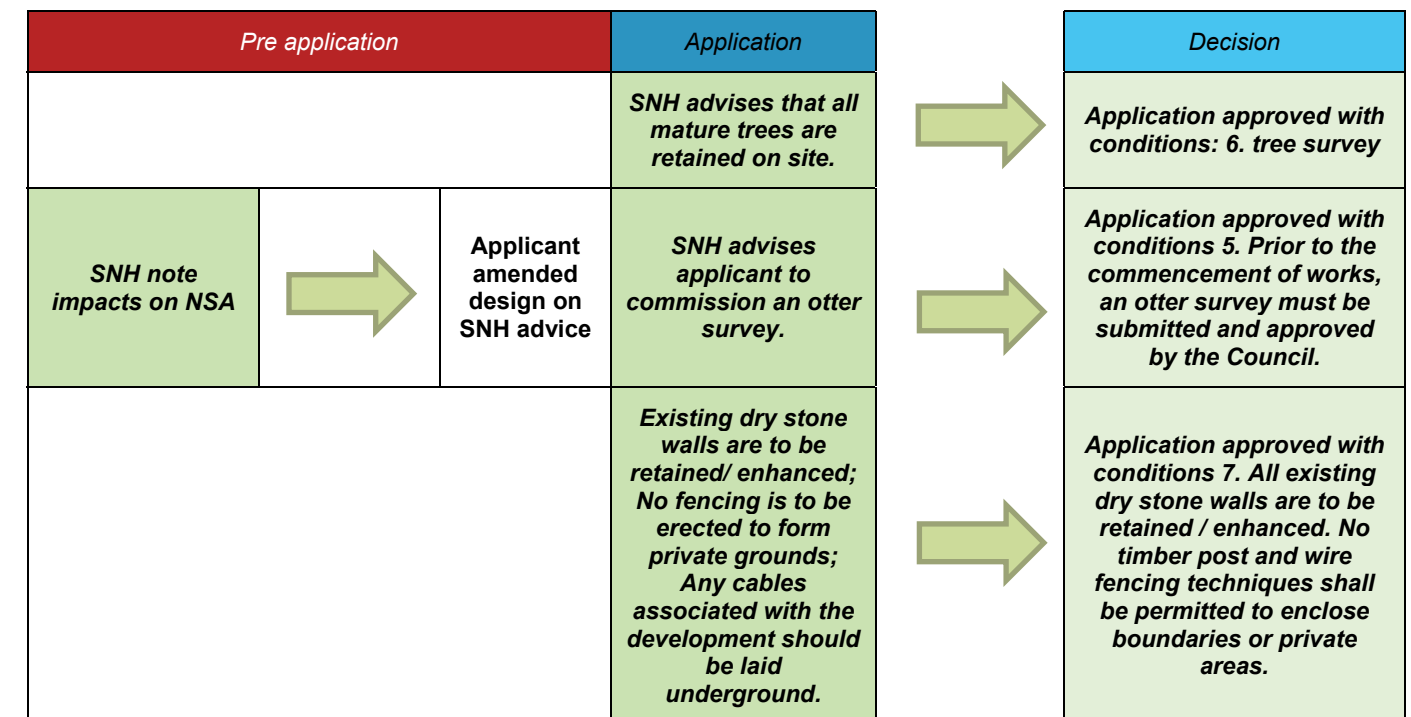 Pre application
Application
Decision
SNH advises that all
mature trees are
retained on site.
Application approved with
conditions: 6. tree survey
SNH note
impacts on NSA
Applicant
amended
design on
SNH advice
SNH advises
applicant to
commission an otter
survey.
Application approved with
conditions 5. Prior to the
commencement of works,
an otter survey must be
submitted and approved
by the Council.
Existing dry stone
walls are to be
retained/ enhanced;
No fencing is to be
erected to form
private grounds;
Any cables
associated with the
development should
be laid
underground.
Application approved with
conditions 7. All existing
dry stone walls are to be
retained / enhanced. No
timber post and wire
fencing techniques shall
be permitted to enclose
boundaries or private
areas.